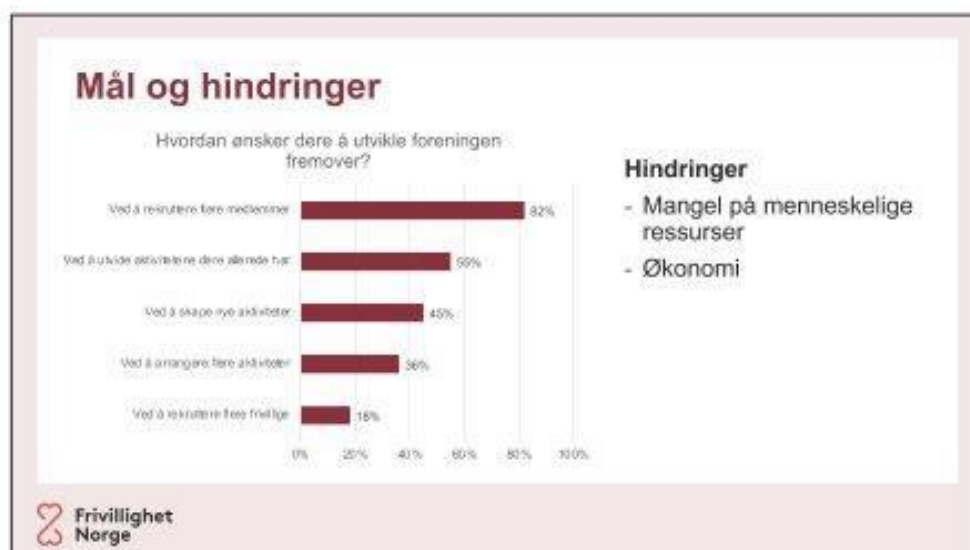 Mål og hindringer
Hvordan ønsker dere å utvikle foreningen
fremover?
Ved å rekruttere flere medlemmer
82%
Ved å utvide aktivitetene dere allerede har
55%
Ved å skape nye aktiviteter
45%
Ved å arrangere flere aktiviteter
36%
Ved å rekruttere flere frivillige
18%
0% 20% 40% 60% 80% 100%
Hindringer
- Mangel på menneskelige
ressurser
- Økonomi
Frivillighet
Norge